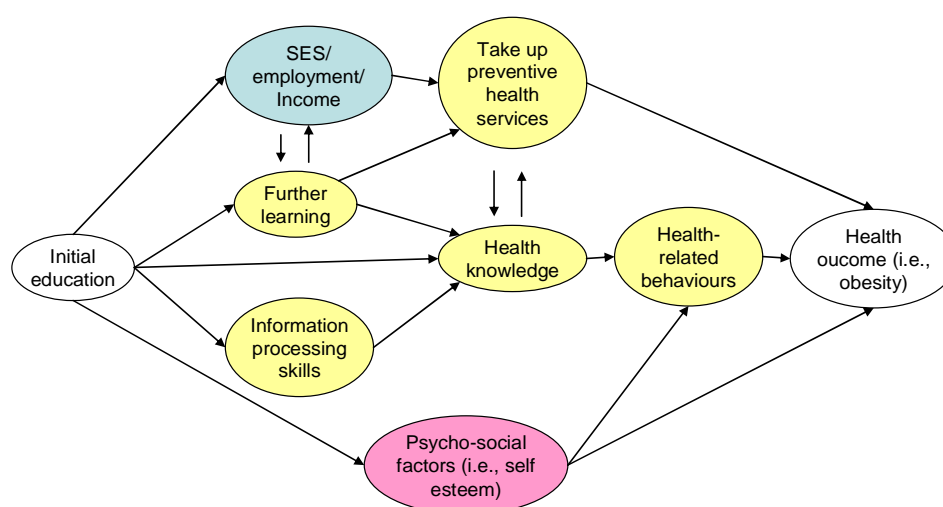 SES/
employment/
Income
Take up
preventive
health
services
Further
learning
Initial
education
Health
knowledge
Health-
related
behaviours
Health
oucome (i.e.,
obesity)
Information
processing
skills
Psycho-social
factors (i.e., self
esteem)